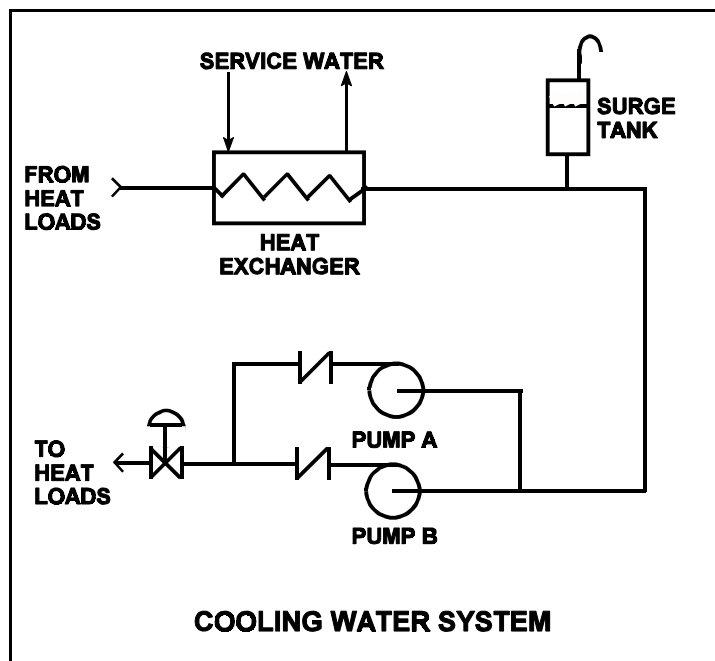 SERVICE WATER
SURGE
TANK
FROM
HEAT
LOADS
HEAT
EXCHANGER
PUMP A
TO
HEAT
LOADS
PUMP B
COOLING WATER SYSTEM